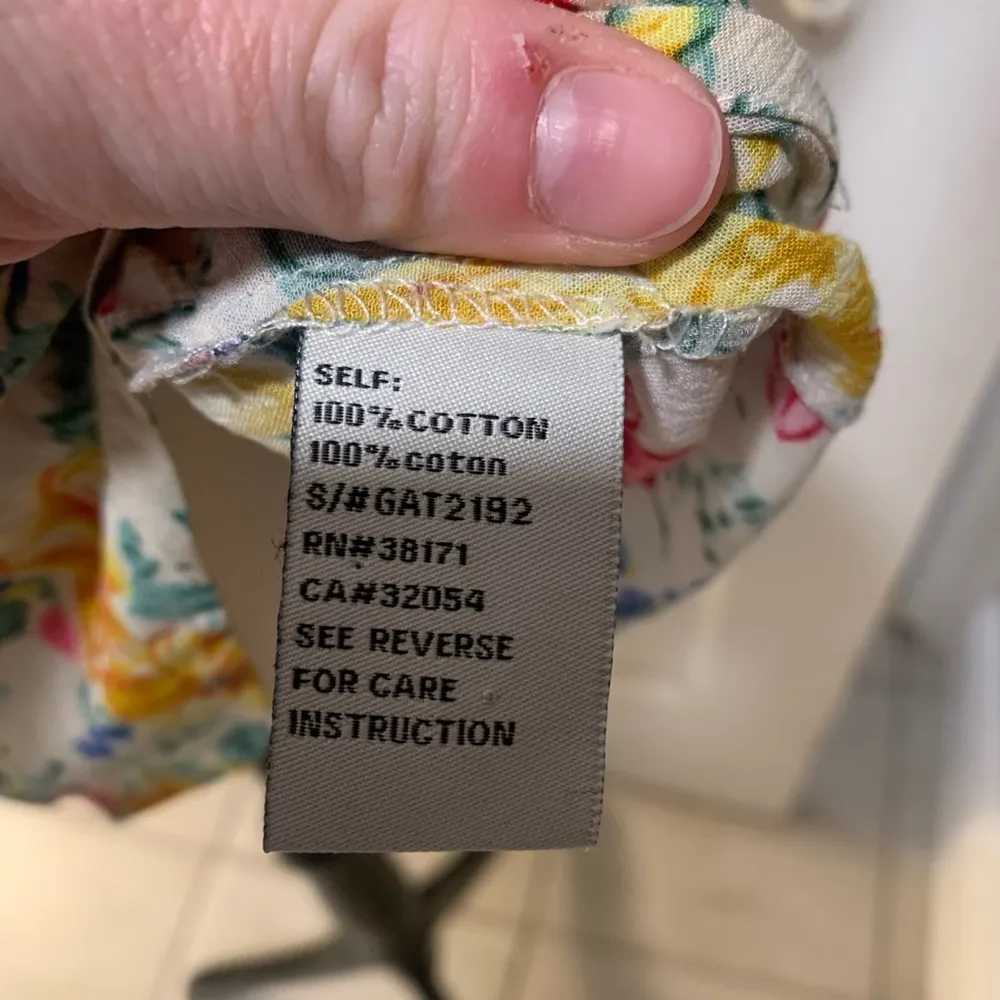 SELF:
100%COTTON
100%coton
S/#GAT2192
RN#38171
CA#32054
SEE REVERSE
FOR CARE
INSTRUCTION